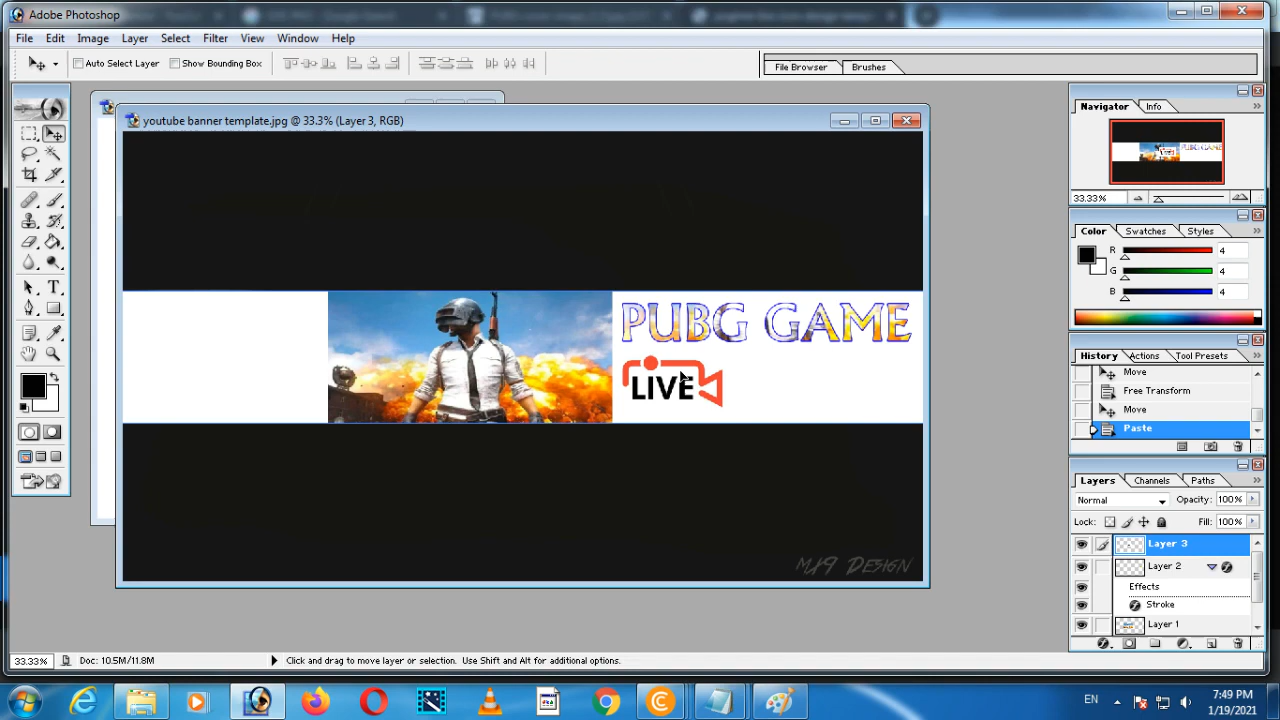 Adobe Photoshop
File Edit Image Layer Select Filter View Window Help
Auto Select Layer Show Bounding Box
File Browser Brushes
youtube banner template.jpg @ 33.3% (Layer 3, RGB)
PUBG GAME
LIVE
MJ9 DESIGN
Navigator Info
PUBG GAME
33.33%
Color Swatches Styles
R 4
G 4
B 4
History Actions Tool Presets
Move
Free Transform
Move
Paste
Layers Channels Paths
Normal Opacity: 100%
Lock: Fill: 100%
Layer 3
Layer 2
Effects
Stroke
Layer 1
33.33% Doc: 10.5M/11.8M Click and drag to move layer or selection. Use Shift and Alt for additional options.
EN
7:49 PM
1/19/2021